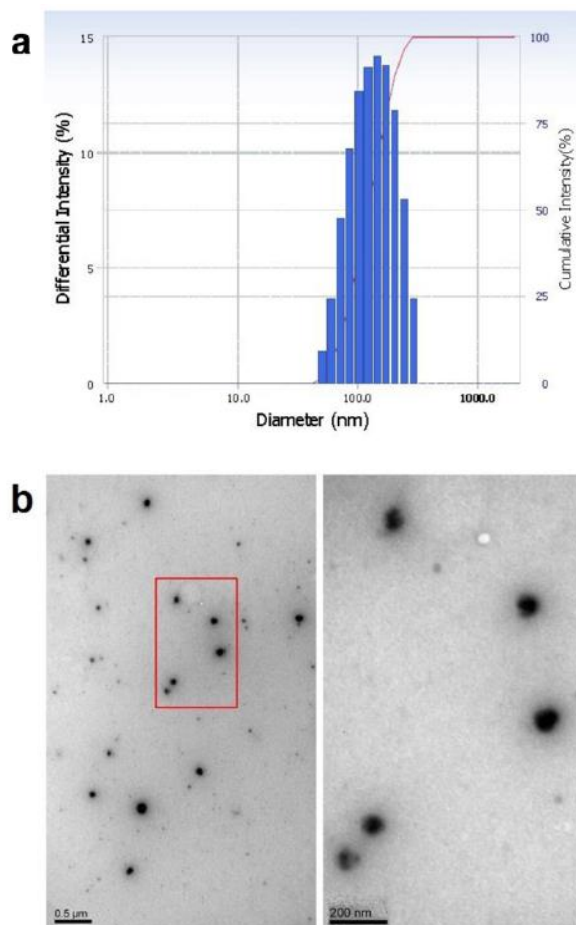 a
Differential Intensity (%)
15
10
5
0
100
75
50
25
0
Cumulative Intensity(%)
1.0 10.0 100.0 1000.0
Diameter (nm)
b
0.5 µm
200 nm